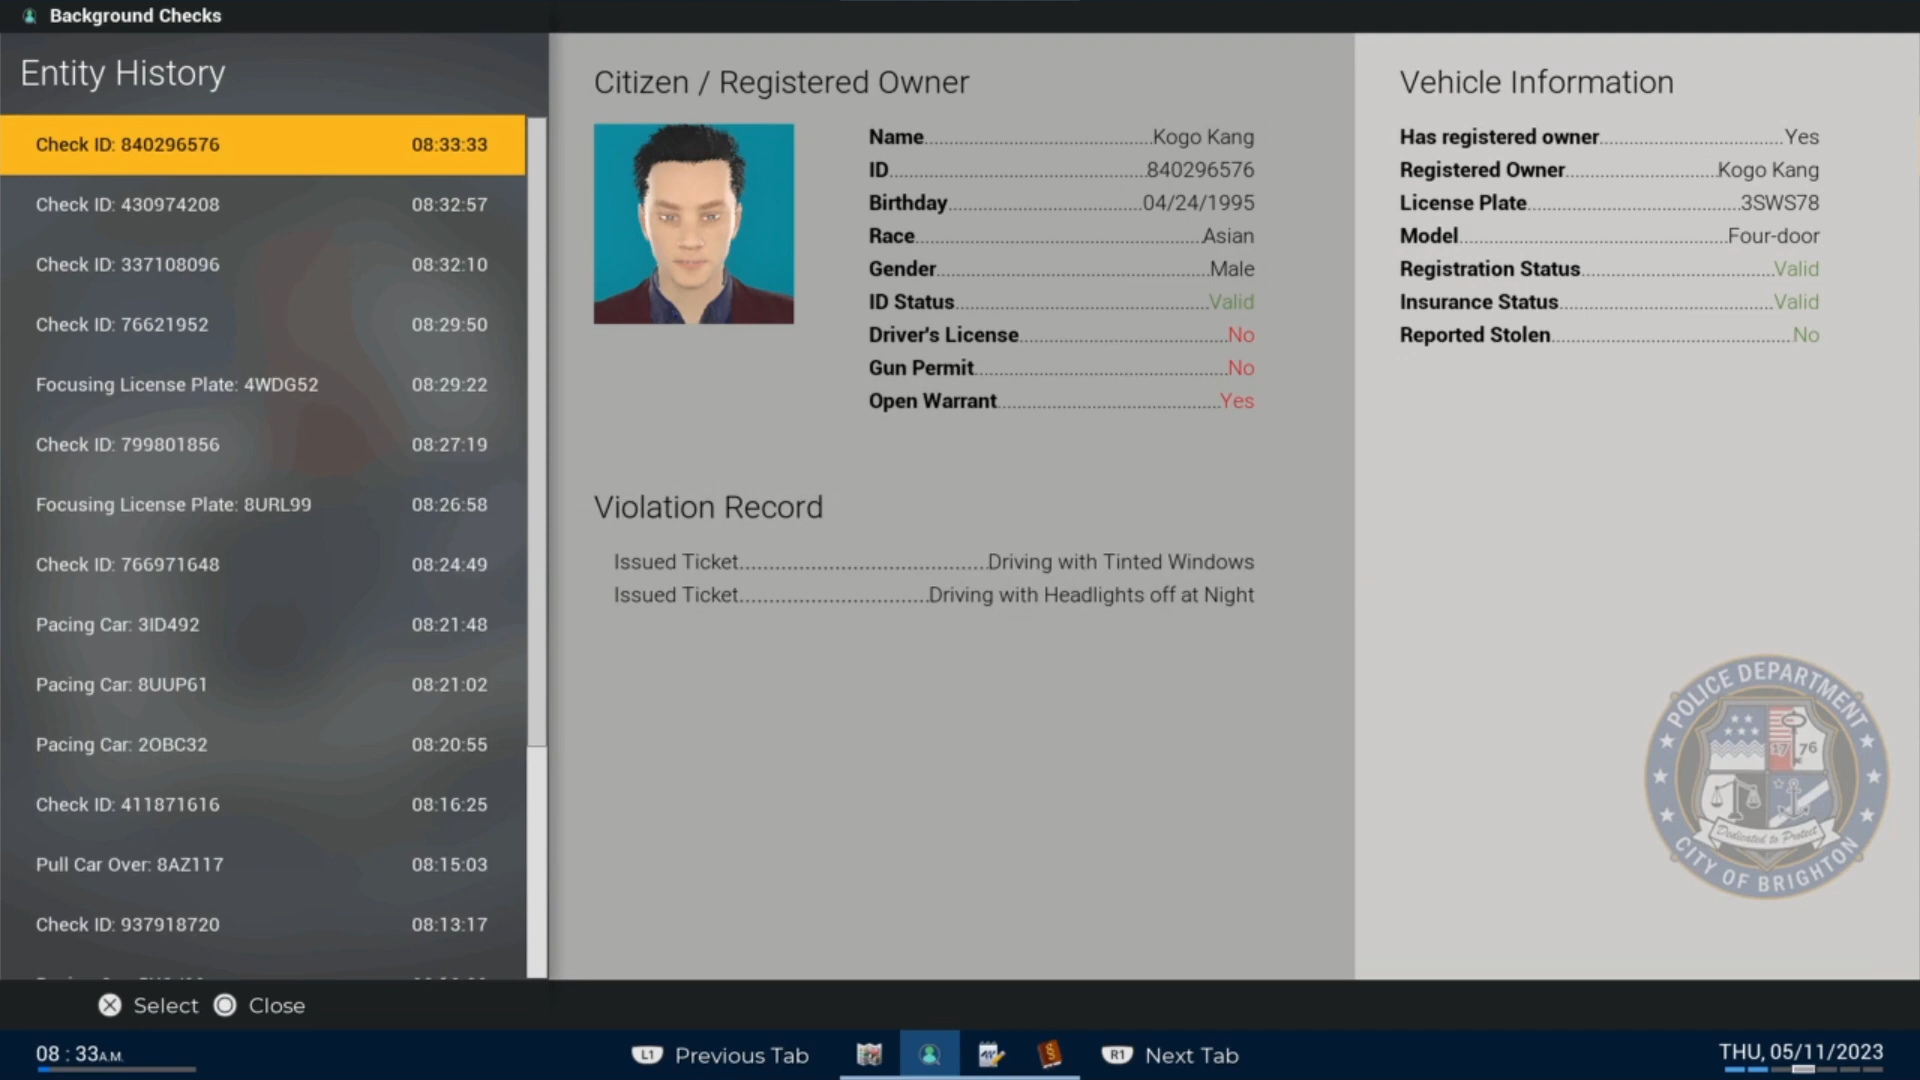 Background Checks
Entity History
Check ID: 840296576 08:33:33
Check ID: 430974208 08:32:57
Check ID: 337108096 08:32:10
Check ID: 76621952 08:29:50
Focusing License Plate: 4WDG52 08:29:22
Check ID: 799801856 08:27:19
Focusing License Plate: 8URL99 08:26:58
Check ID: 766971648 08:24:49
Pacing Car: 3ID492 08:21:48
Pacing Car: 8UUP61 08:21:02
Pacing Car: 2OBC32 08:20:55
Check ID: 411871616 08:16:25
Pull Car Over: 8AZ117 08:15:03
Check ID: 937918720 08:13:17
Citizen / Registered Owner
Name Kogo Kang
ID 840296576
Birthday 04/24/1995
Race Asian
Gender Male
ID Status Valid
Driver's License No
Gun Permit No
Open Warrant Yes
Violation Record
Issued Ticket Driving with Tinted Windows
Issued Ticket Driving with Headlights off at Night
Vehicle Information
Has registered owner Yes
Registered Owner Kogo Kang
License Plate 3SWS78
Model Four-door
Registration Status Valid
Insurance Status Valid
Reported Stolen No
POLICE DEPARTMENT
17 76
Dedicated to Protect
CITY OF BRIGHTON
Select Close
08 : 33 A.M.
L1 Previous Tab R1 Next Tab
THU, 05/11/2023